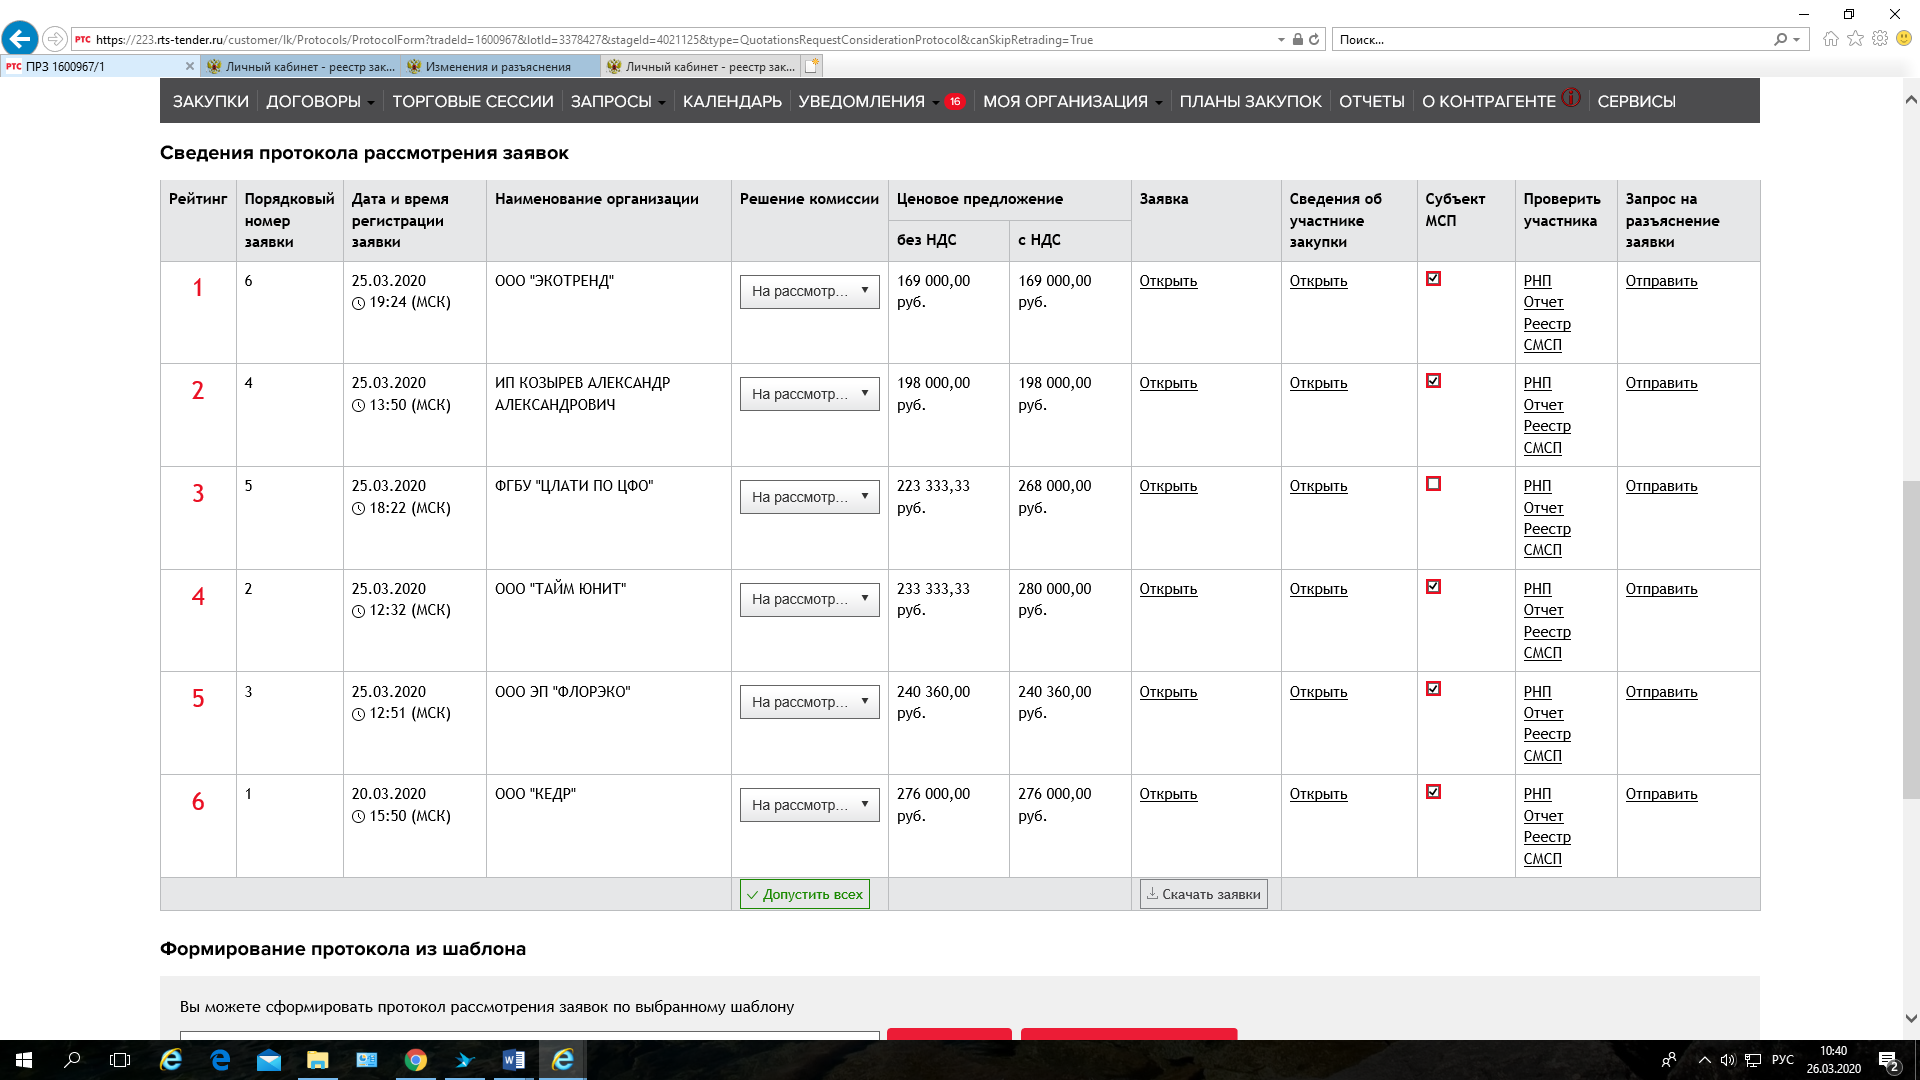 https://223.rts-tender.ru/customer/lk/Protocols/ProtocolForm?tradeId=1600967&lotId=3378427&stageId=4021125&type=QuotationsRequestConsiderationProtocol&canSkipRetrading=True
Поиск...
РТС ПРЗ 1600967/1
Личный кабинет - реестр зак...
Изменения и разъяснения
Личный кабинет - реестр зак...
ЗАКУПКИ ДОГОВОРЫ ТОРГОВЫЕ СЕССИИ ЗАПРОСЫ КАЛЕНДАРЬ УВЕДОМЛЕНИЯ 16 МОЯ ОРГАНИЗАЦИЯ ПЛАНЫ ЗАКУПОК ОТЧЕТЫ О КОНТРАГЕНТЕ СЕРВИСЫ
Сведения протокола рассмотрения заявок
Рейтинг Порядковый Дата и время Наименование организации Решение комиссии Ценовое предложение Заявка Сведения об Субъект Проверить Запрос на
номер регистрации участнике МСП участника разъяснение
заявки заявки без НДС с НДС закупки заявки
1 6 25.03.2020 ООО "ЭКОТРЕНД" На рассмотр... 169 000,00 169 000,00 Открыть Открыть РНП Отправить
19:24 (МСК) руб. руб. Отчет
Реестр
СМСП
2 4 25.03.2020 ИП КОЗЫРЕВ АЛЕКСАНДР На рассмотр... 198 000,00 198 000,00 Открыть Открыть РНП Отправить
13:50 (МСК) АЛЕКСАНДРОВИЧ руб. руб. Отчет
Реестр
СМСП
3 5 25.03.2020 ФГБУ "ЦЛАТИ ПО ЦФО" На рассмотр... 223 333,33 268 000,00 Открыть Открыть РНП Отправить
18:22 (МСК) руб. руб. Отчет
Реестр
СМСП
4 2 25.03.2020 ООО "ТАЙМ ЮНИТ" На рассмотр... 233 333,33 280 000,00 Открыть Открыть РНП Отправить
12:32 (МСК) руб. руб. Отчет
Реестр
СМСП
5 3 25.03.2020 ООО ЭП "ФЛОРЭКО" На рассмотр... 240 360,00 240 360,00 Открыть Открыть РНП Отправить
12:51 (МСК) руб. руб. Отчет
Реестр
СМСП
6 1 20.03.2020 ООО "КЕДР" На рассмотр... 276 000,00 276 000,00 Открыть Открыть РНП Отправить
15:50 (МСК) руб. руб. Отчет
Реестр
СМСП
Допустить всех Скачать заявки
Формирование протокола из шаблона
Вы можете сформировать протокол рассмотрения заявок по выбранному шаблону
РУС
10:40
26.03.2020
2